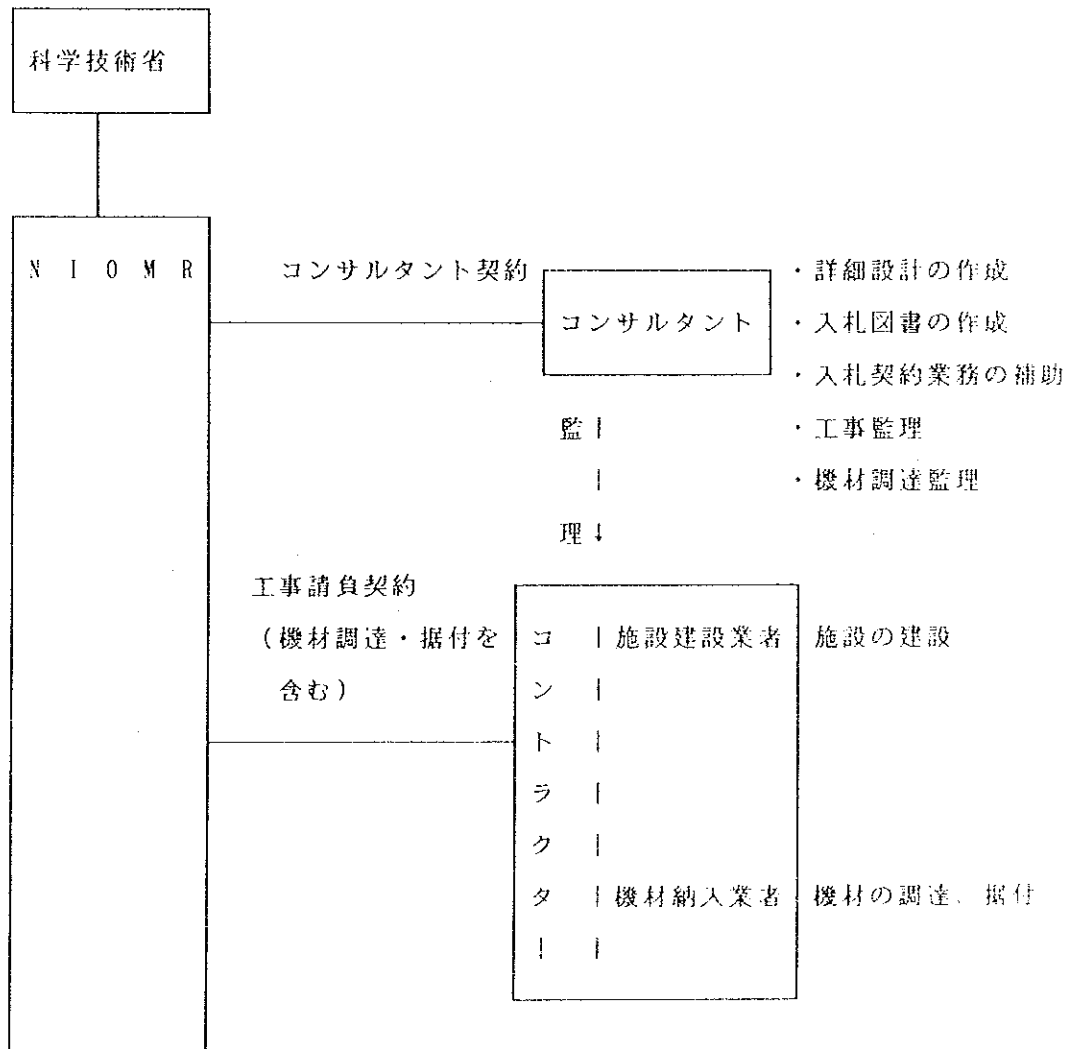 科学技術省
N I O M R
コンサルタント契約
コンサルタント
・詳細設計の作成
・入札図書の作成
・入札契約業務の補助
・工事監理
・機材調達監理
監理
工事請負契約
（機材調達・据付を
含む）
コントラクター
施設建設業者
施設の建設
機材納入業者
機材の調達、据付